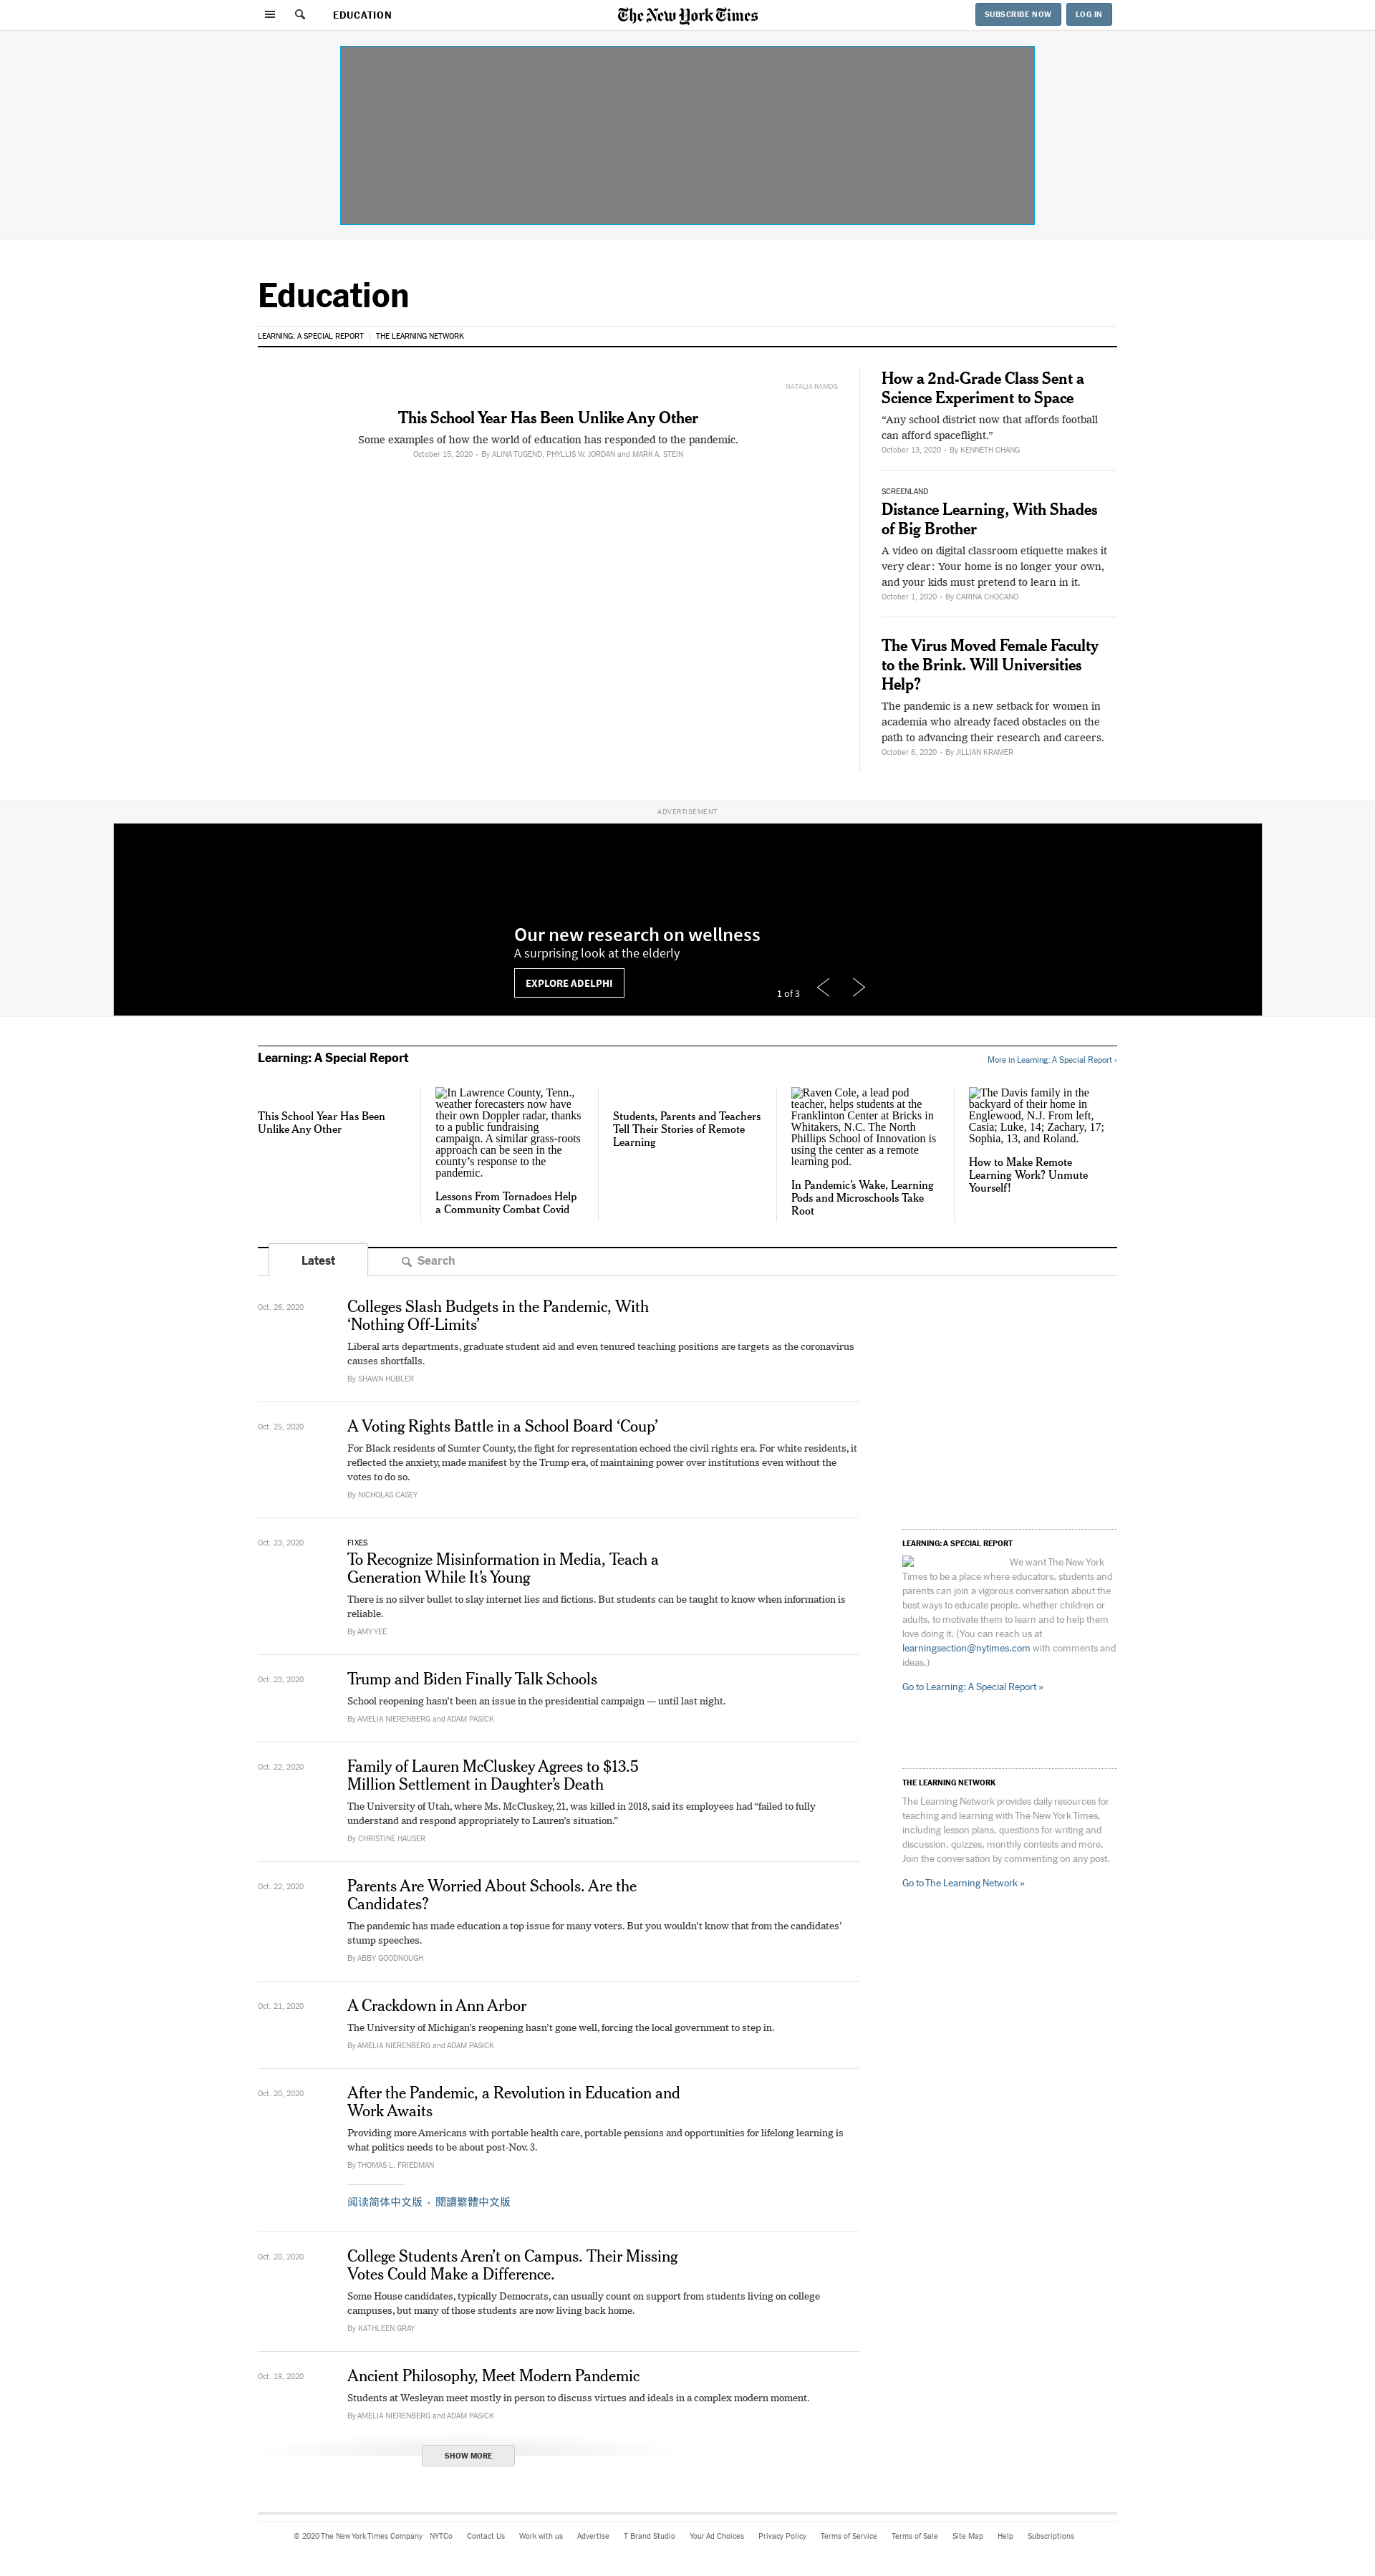 EDUCATION
The New York Times
SUBSCRIBE NOW
LOG IN
Education
LEARNING: A SPECIAL REPORT | THE LEARNING NETWORK
NATALIA RAMOS
This School Year Has Been Unlike Any Other
Some examples of how the world of education has responded to the pandemic.
October 15, 2020 • By ALINA TUGEND, PHYLLIS W. JORDAN and MARK A. STEIN
How a 2nd-Grade Class Sent a
Science Experiment to Space
“Any school district now that affords football
can afford spaceflight.”
October 13, 2020 • By KENNETH CHANG
SCREENLAND
Distance Learning, With Shades
of Big Brother
A video on digital classroom etiquette makes it
very clear: Your home is no longer your own,
and your kids must pretend to learn in it.
October 1, 2020 • By CARINA CHOCANO
The Virus Moved Female Faculty
to the Brink. Will Universities
Help?
The pandemic is a new setback for women in
academia who already faced obstacles on the
path to advancing their research and careers.
October 6, 2020 • By JILLIAN KRAMER
ADVERTISEMENT
Our new research on wellness
A surprising look at the elderly
EXPLORE ADELPHI
1 of 3
Learning: A Special Report
More in Learning: A Special Report ›
This School Year Has Been
Unlike Any Other
In Lawrence County, Tenn.,
weather forecasters now have
their own Doppler radar, thanks
to a public fundraising
campaign. A similar grass-roots
approach can be seen in the
county’s response to the
pandemic.
Lessons From Tornadoes Help
a Community Combat Covid
Students, Parents and Teachers
Tell Their Stories of Remote
Learning
Raven Cole, a lead pod
teacher, helps students at the
Franklinton Center at Bricks in
Whitakers, N.C. The North
Phillips School of Innovation is
using the center as a remote
learning pod.
In Pandemic’s Wake, Learning
Pods and Microschools Take
Root
The Davis family in the
backyard of their home in
Englewood, N.J. From left,
Casia; Luke, 14; Zachary, 17;
Sophia, 13, and Roland.
How to Make Remote
Learning Work? Unmute
Yourself!
Latest
Search
Oct. 26, 2020
Colleges Slash Budgets in the Pandemic, With
‘Nothing Off-Limits’
Liberal arts departments, graduate student aid and even tenured teaching positions are targets as the coronavirus
causes shortfalls.
By SHAWN HUBLER
Oct. 25, 2020
A Voting Rights Battle in a School Board ‘Coup’
For Black residents of Sumter County, the fight for representation echoed the civil rights era. For white residents, it
reflected the anxiety, made manifest by the Trump era, of maintaining power over institutions even without the
votes to do so.
By NICHOLAS CASEY
Oct. 23, 2020
FIXES
To Recognize Misinformation in Media, Teach a
Generation While It’s Young
There is no silver bullet to slay internet lies and fictions. But students can be taught to know when information is
reliable.
By AMY YEE
Oct. 23, 2020
Trump and Biden Finally Talk Schools
School reopening hasn’t been an issue in the presidential campaign — until last night.
By AMELIA NIERENBERG and ADAM PASICK
Oct. 22, 2020
Family of Lauren McCluskey Agrees to $13.5
Million Settlement in Daughter’s Death
The University of Utah, where Ms. McCluskey, 21, was killed in 2018, said its employees had “failed to fully
understand and respond appropriately to Lauren’s situation.”
By CHRISTINE HAUSER
Oct. 22, 2020
Parents Are Worried About Schools. Are the
Candidates?
The pandemic has made education a top issue for many voters. But you wouldn’t know that from the candidates’
stump speeches.
By ABBY GOODNOUGH
Oct. 21, 2020
A Crackdown in Ann Arbor
The University of Michigan’s reopening hasn’t gone well, forcing the local government to step in.
By AMELIA NIERENBERG and ADAM PASICK
Oct. 20, 2020
After the Pandemic, a Revolution in Education and
Work Awaits
Providing more Americans with portable health care, portable pensions and opportunities for lifelong learning is
what politics needs to be about post-Nov. 3.
By THOMAS L. FRIEDMAN
阅读简体中文版 • 閱讀繁體中文版
Oct. 20, 2020
College Students Aren’t on Campus. Their Missing
Votes Could Make a Difference.
Some House candidates, typically Democrats, can usually count on support from students living on college
campuses, but many of those students are now living back home.
By KATHLEEN GRAY
Oct. 19, 2020
Ancient Philosophy, Meet Modern Pandemic
Students at Wesleyan meet mostly in person to discuss virtues and ideals in a complex modern moment.
By AMELIA NIERENBERG and ADAM PASICK
SHOW MORE
LEARNING: A SPECIAL REPORT
We want The New York
Times to be a place where educators, students and
parents can join a vigorous conversation about the
best ways to educate people, whether children or
adults, to motivate them to learn and to help them
love doing it. (You can reach us at
learningsection@nytimes.com with comments and
ideas.)
Go to Learning: A Special Report »
THE LEARNING NETWORK
The Learning Network provides daily resources for
teaching and learning with The New York Times,
including lesson plans, questions for writing and
discussion, quizzes, monthly contests and more.
Join the conversation by commenting on any post.
Go to The Learning Network »
© 2020 The New York Times Company NYTCo Contact Us Work with us Advertise T Brand Studio Your Ad Choices Privacy Policy Terms of Service Terms of Sale Site Map Help Subscriptions